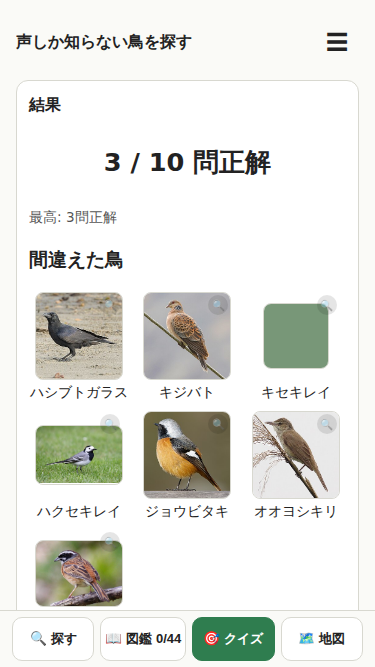 声しか知らない鳥を探す
結果
3 / 10 問正解
最高: 3問正解
間違えた鳥
ハシブトガラス
キジバト
キセキレイ
ハクセキレイ
ジョウビタキ
オオヨシキリ
探す
図鑑 0/44
クイズ
地図